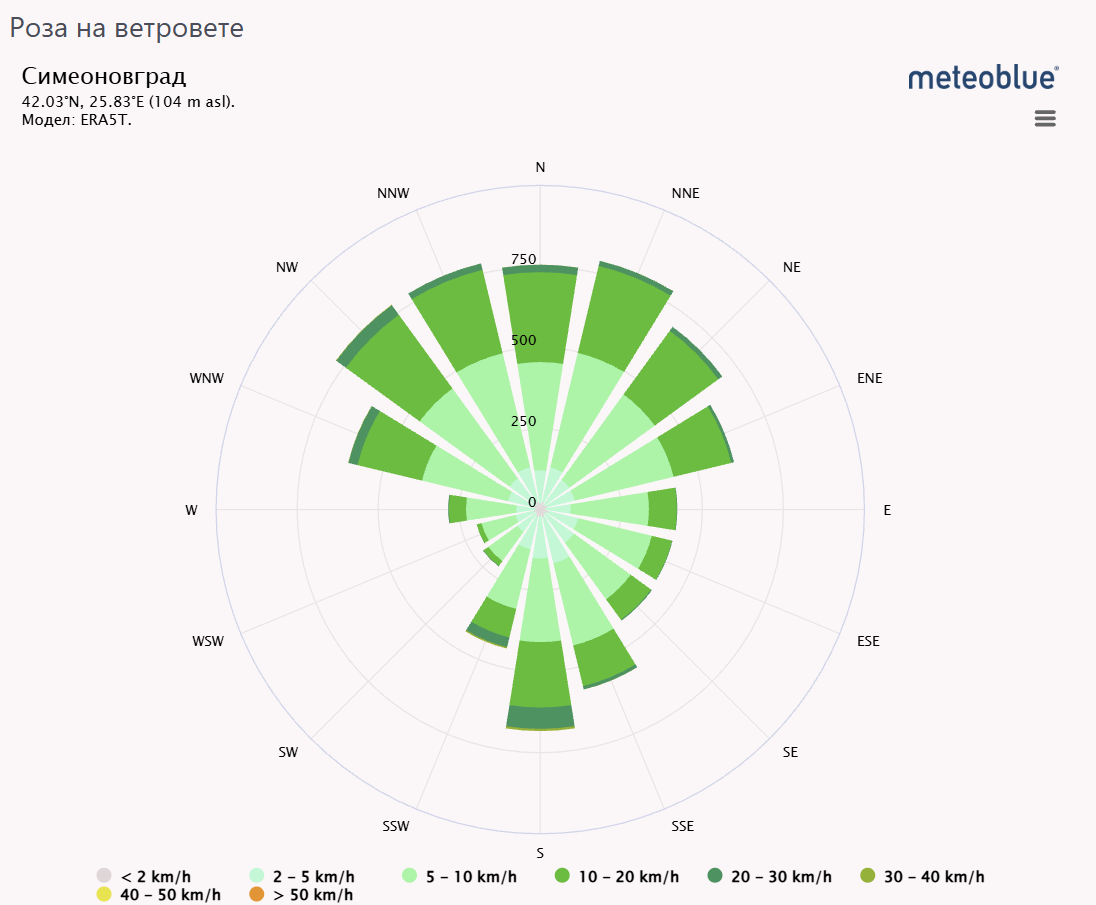 Роза на ветровете
Симеоновград
meteoblue®
42.03°N, 25.83°E (104 m asl).
Модел: ERA5T.
N
NNW
NNE
750
NW
NE
500
WNW
ENE
250
0
W
E
WSW
ESE
SW
SE
SSW
SSE
S
< 2 km/h
2 – 5 km/h
5 – 10 km/h
10 – 20 km/h
20 – 30 km/h
30 – 40 km/h
40 – 50 km/h
> 50 km/h